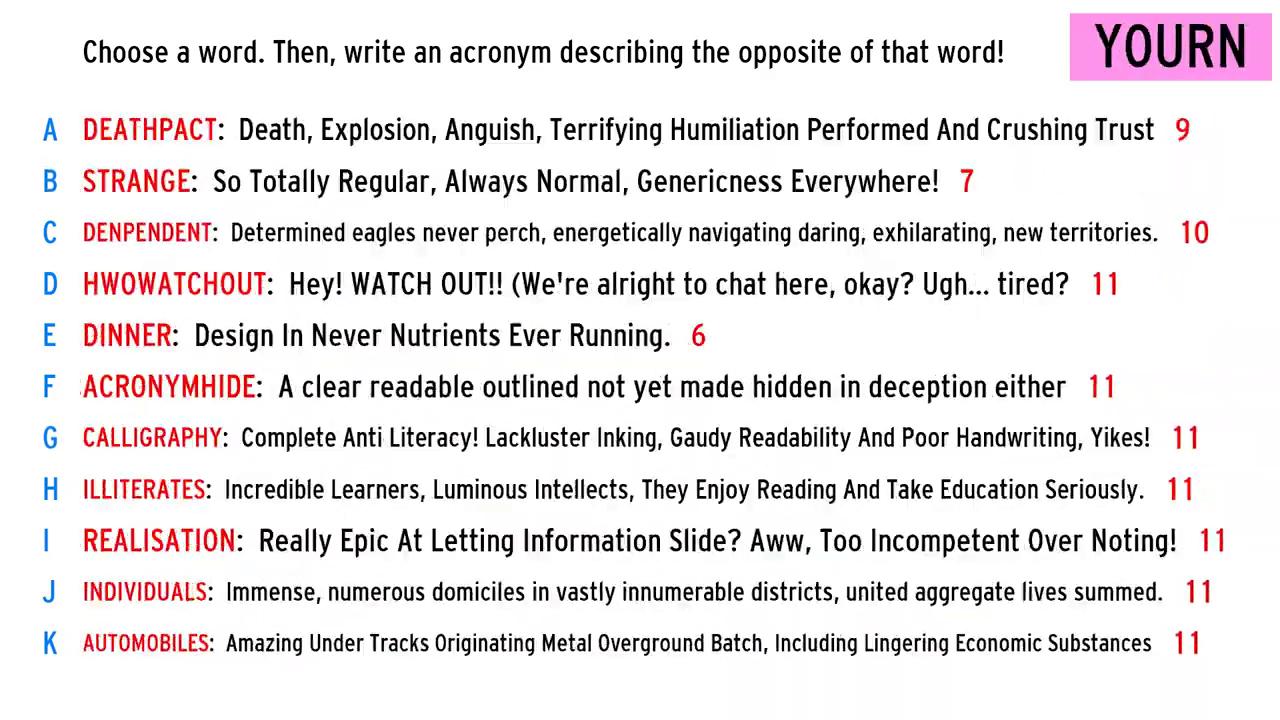 Choose a word. Then, write an acronym describing the opposite of that word!
YOURN
A DEATHPACT: Death, Explosion, Anguish, Terrifying Humiliation Performed And Crushing Trust 9
B STRANGE: So Totally Regular, Always Normal, Genericness Everywhere! 7
C DENPENDENT: Determined eagles never perch, energetically navigating daring, exhilarating, new territories. 10
D HWOWATCHOUT: Hey! WATCH OUT!! (We're alright to chat here, okay? Ugh... tired? 11
E DINNER: Design In Never Nutrients Ever Running. 6
F ACRONYMHIDE: A clear readable outlined not yet made hidden in deception either 11
G CALLIGRAPHY: Complete Anti Literacy! Lackluster Inking, Gaudy Readability And Poor Handwriting, Yikes! 11
H ILLITERATES: Incredible Learners, Luminous Intellects, They Enjoy Reading And Take Education Seriously. 11
I REALISATION: Really Epic At Letting Information Slide? Aww, Too Incompetent Over Noting! 11
J INDIVIDUALS: Immense, numerous domiciles in vastly innumerable districts, united aggregate lives summed. 11
K AUTOMOBILES: Amazing Under Tracks Originating Metal Overground Batch, Including Lingering Economic Substances 11